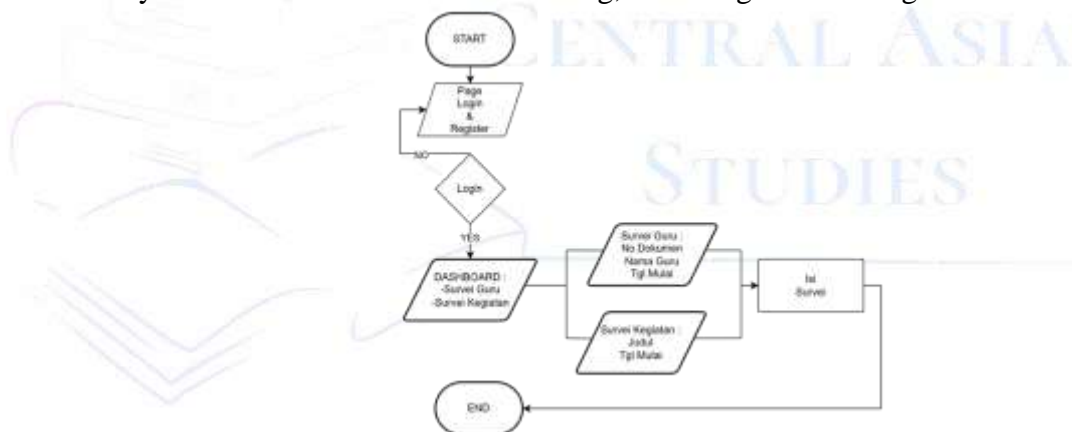 CENTRAL ASIA
STUDIES
START
Page
Login
&
Register
NO
Login
YES
DASHBOARD :
-Survei Guru
-Survei Kegiatan
Survei Guru :
No Dokumen
Nama Guru
Tgl Mulai
Survei Kegiatan :
Judul
Tgl Mulai
Isi
Survei
END